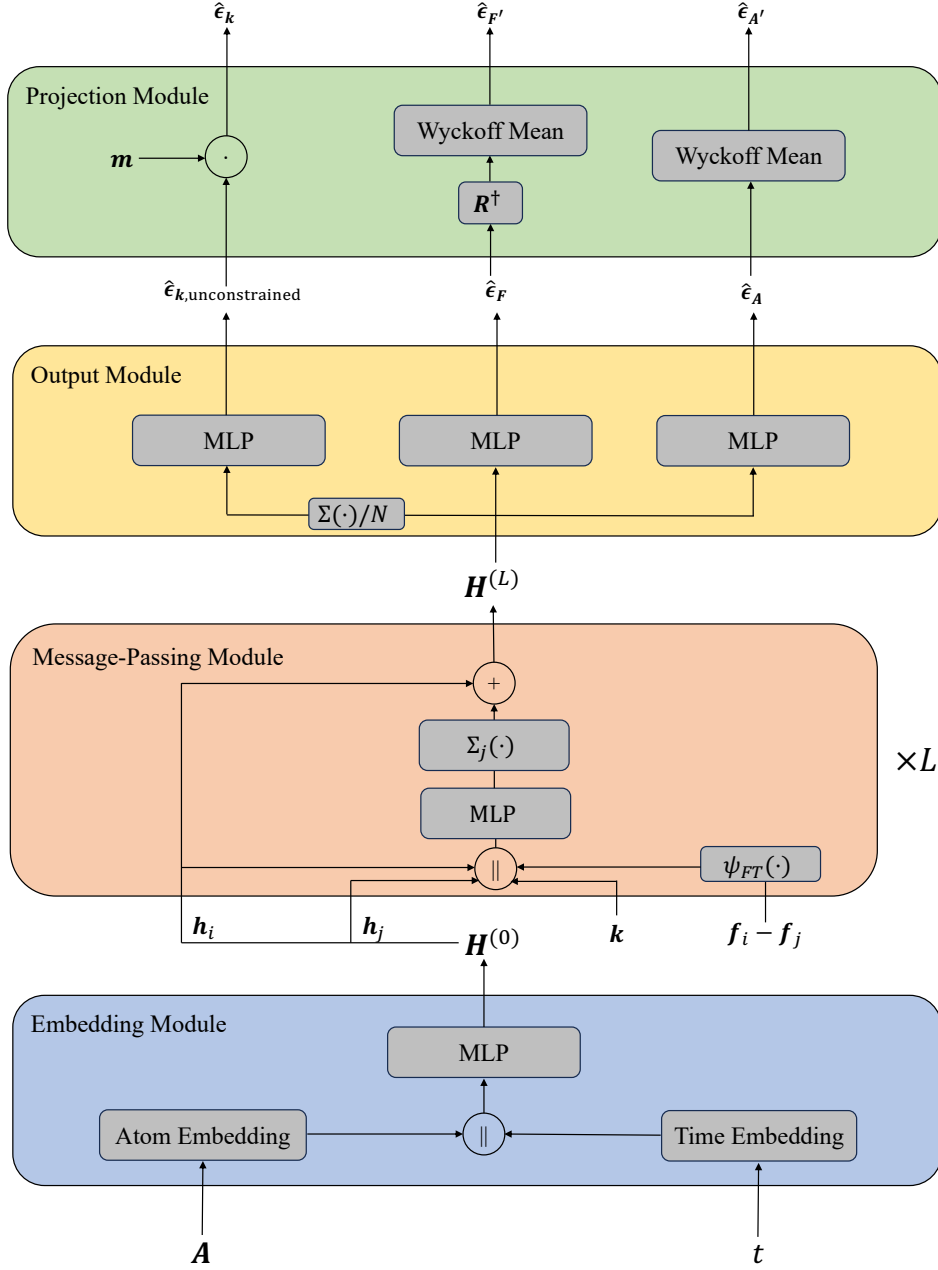 ϵ̂_k ϵ̂_F′ ϵ̂_A′
Projection Module
Wyckoff Mean
m · Wyckoff Mean
R†
ϵ̂_k,unconstrained ϵ̂_F ϵ̂_A
Output Module
MLP MLP MLP
Σ(·)/N
H^(L)
Message-Passing Module
+
Σ_j(·)
×L
MLP
|| ψ_FT(·)
h_i h_j k f_i − f_j
H^(0)
Embedding Module
MLP
Atom Embedding || Time Embedding
A t